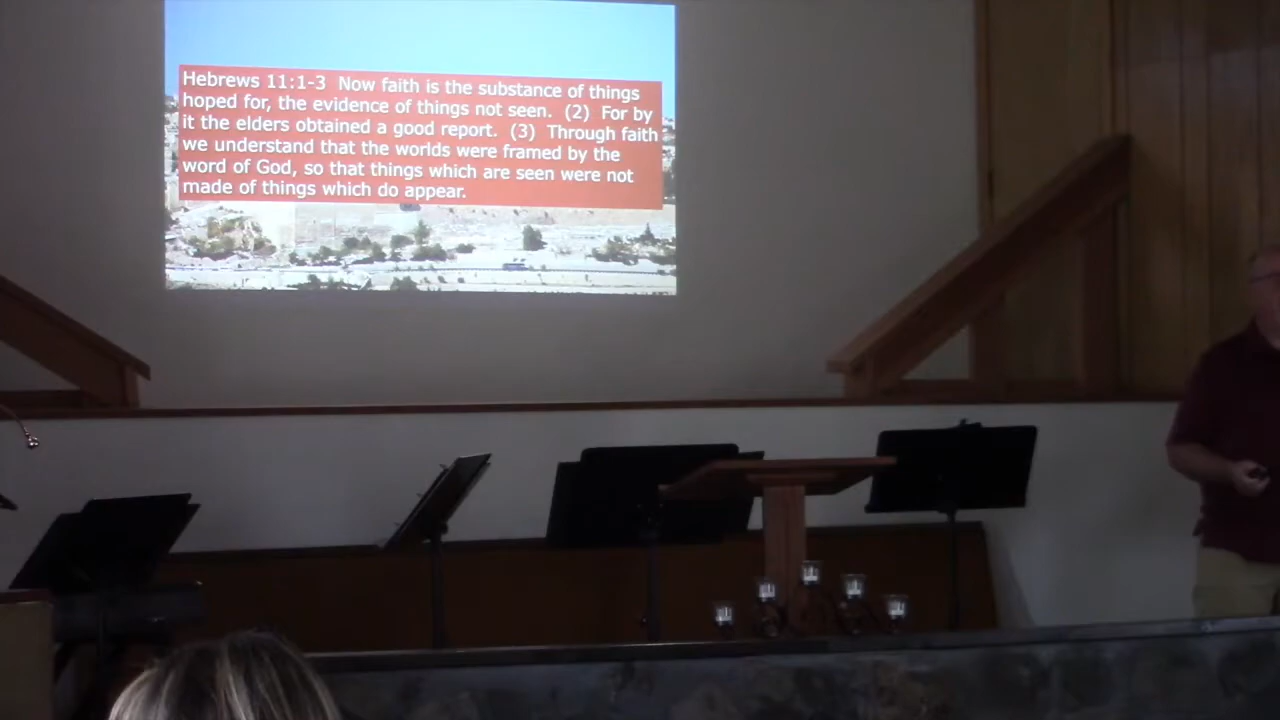 Hebrews 11:1-3  Now faith is the substance of things
hoped for, the evidence of things not seen.  (2)  For by
it the elders obtained a good report.  (3)  Through faith
we understand that the worlds were framed by the
word of God, so that things which are seen were not
made of things which do appear.